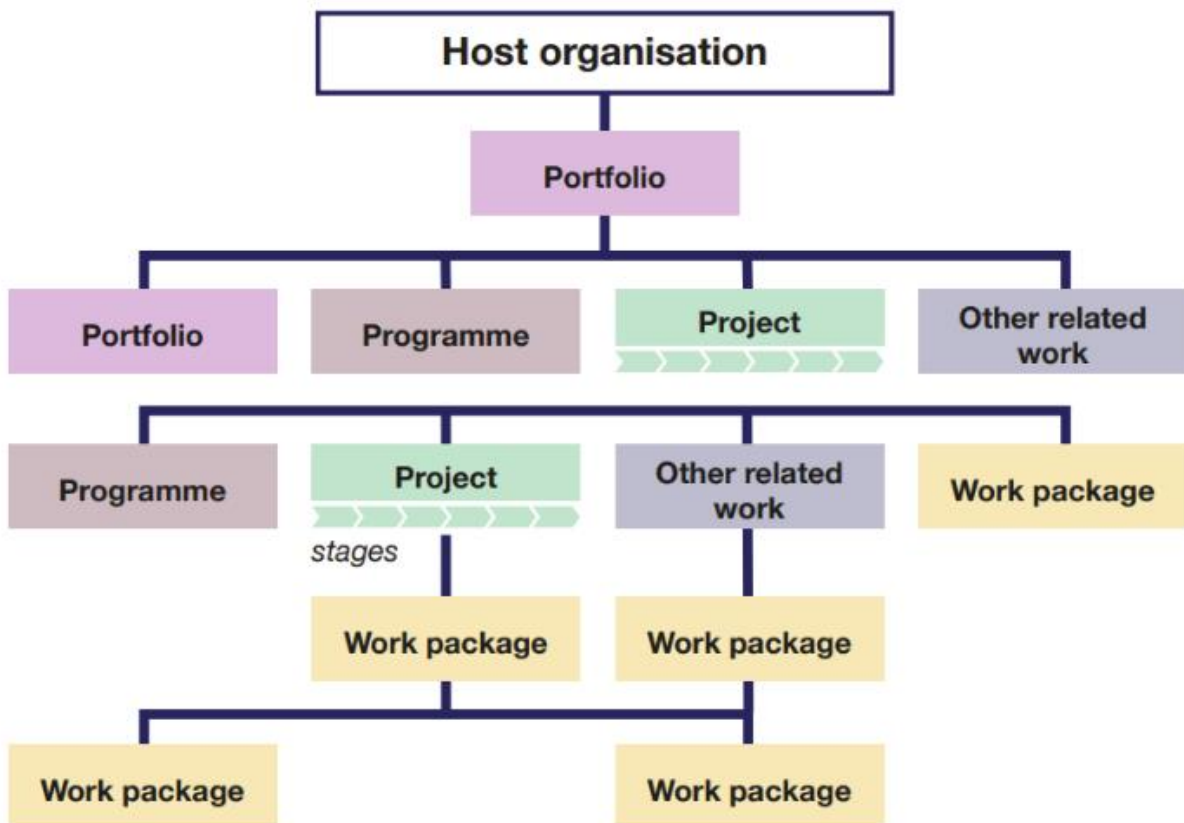 Host organisation
Portfolio
Portfolio
Programme
Project
Other related
work
Programme
Project
Other related
work
Work package
stages
Work package
Work package
Work package
Work package